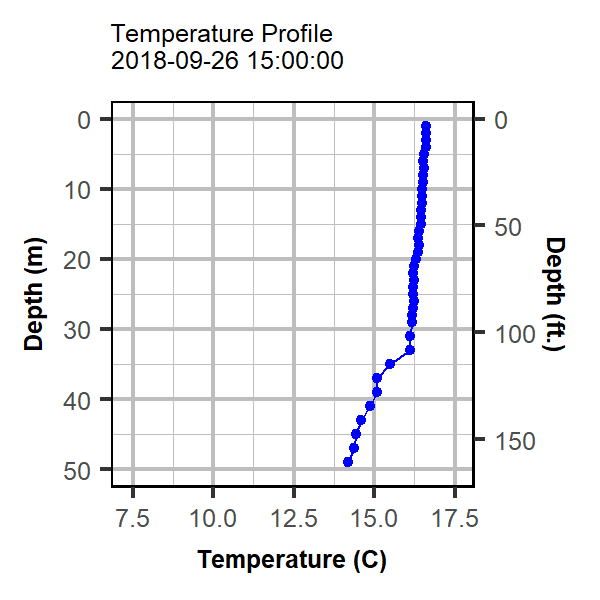 Temperature Profile
2018-09-26 15:00:00
0
10
20
30
40
50
Depth (m)
0
50
100
150
Depth (ft.)
7.5 10.0 12.5 15.0 17.5
Temperature (C)